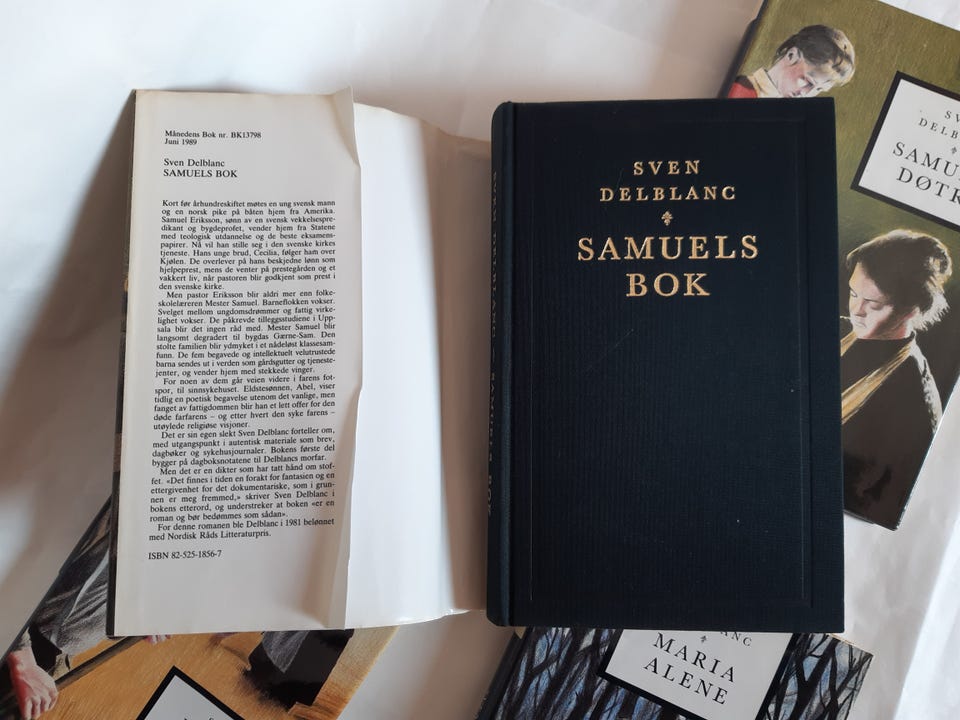 Månedens Bok nr. BK13798
Juni 1989
Sven Delblanc
SAMUELS BOK
Kort før århundreskiftet møtes en ung svensk mann
og en norsk pike på båten hjem fra Amerika.
Samuel Eriksson, sønn av en svensk vekkelsespre-
dikant og bygdeprofet, vender hjem fra Statene
med teologisk utdannelse og de beste eksamens-
papirer. Nå vil han stille seg i den svenske kirkes
tjeneste. Hans unge brud, Cecilia, følger ham over
Kjølen. De overlever på hans beskjedne lønn som
hjelpeprest, mens de venter på prestegården og et
vakkert liv, når pastoren blir godkjent som prest i
den svenske kirke.
Men pastor Eriksson blir aldri mer enn folke-
skolelæreren Mester Samuel. Barneflokken vokser.
Svelget mellom ungdomsdrømmer og fattig virke-
lighet vokser. De påkrevde tilleggsstudiene i Upp-
sala blir det ingen råd med. Mester Samuel blir
langsomt degradert til bygdas Gærne-Sam. Den
stolte familien blir ydmyket i et nådeløst klassesam-
funn. De fem begavede og intellektuelt velutrustede
barna sendes ut i verden som gårdsgutter og tjeneste-
jenter, og vender hjem med stekkede vinger.
For noen av dem går veien videre i farens fot-
spor, til sinnsykehuset. Eldstesønnen, Abel, viser
tidlig en poetisk begavelse utenom det vanlige, men
fanget av fattigdommen blir han et lett offer for den
døde farfarens – og etter hvert den syke farens –
utøylede religiøse visjoner.
Det er sin egen slekt Sven Delblanc forteller om,
med utgangspunkt i autentisk materiale som brev,
dagbøker og sykehusjournaler. Bokens første del
bygger på dagboksnotatene til Delblancs morfar.
Men det er en dikter som har tatt hånd om stof-
fet. «Det finnes i tiden en forakt for fantasien og en
ettergivenhet for det dokumentariske, som i grun-
nen er meg fremmed,» skriver Sven Delblanc i
bokens etterord, og understreker at boken «er en
roman og bør bedømmes som sådan».
For denne romanen ble Delblanc i 1981 belønnet
med Nordisk Råds Litteraturpris.
ISBN 82-525-1856-7
SVEN
DELBLANC
SAMUELS
BOK
SVEN DELBLANC SAMUELS BOK
SV
DELB
SAMU
DØTR
BLANC
MARIA
ALENE